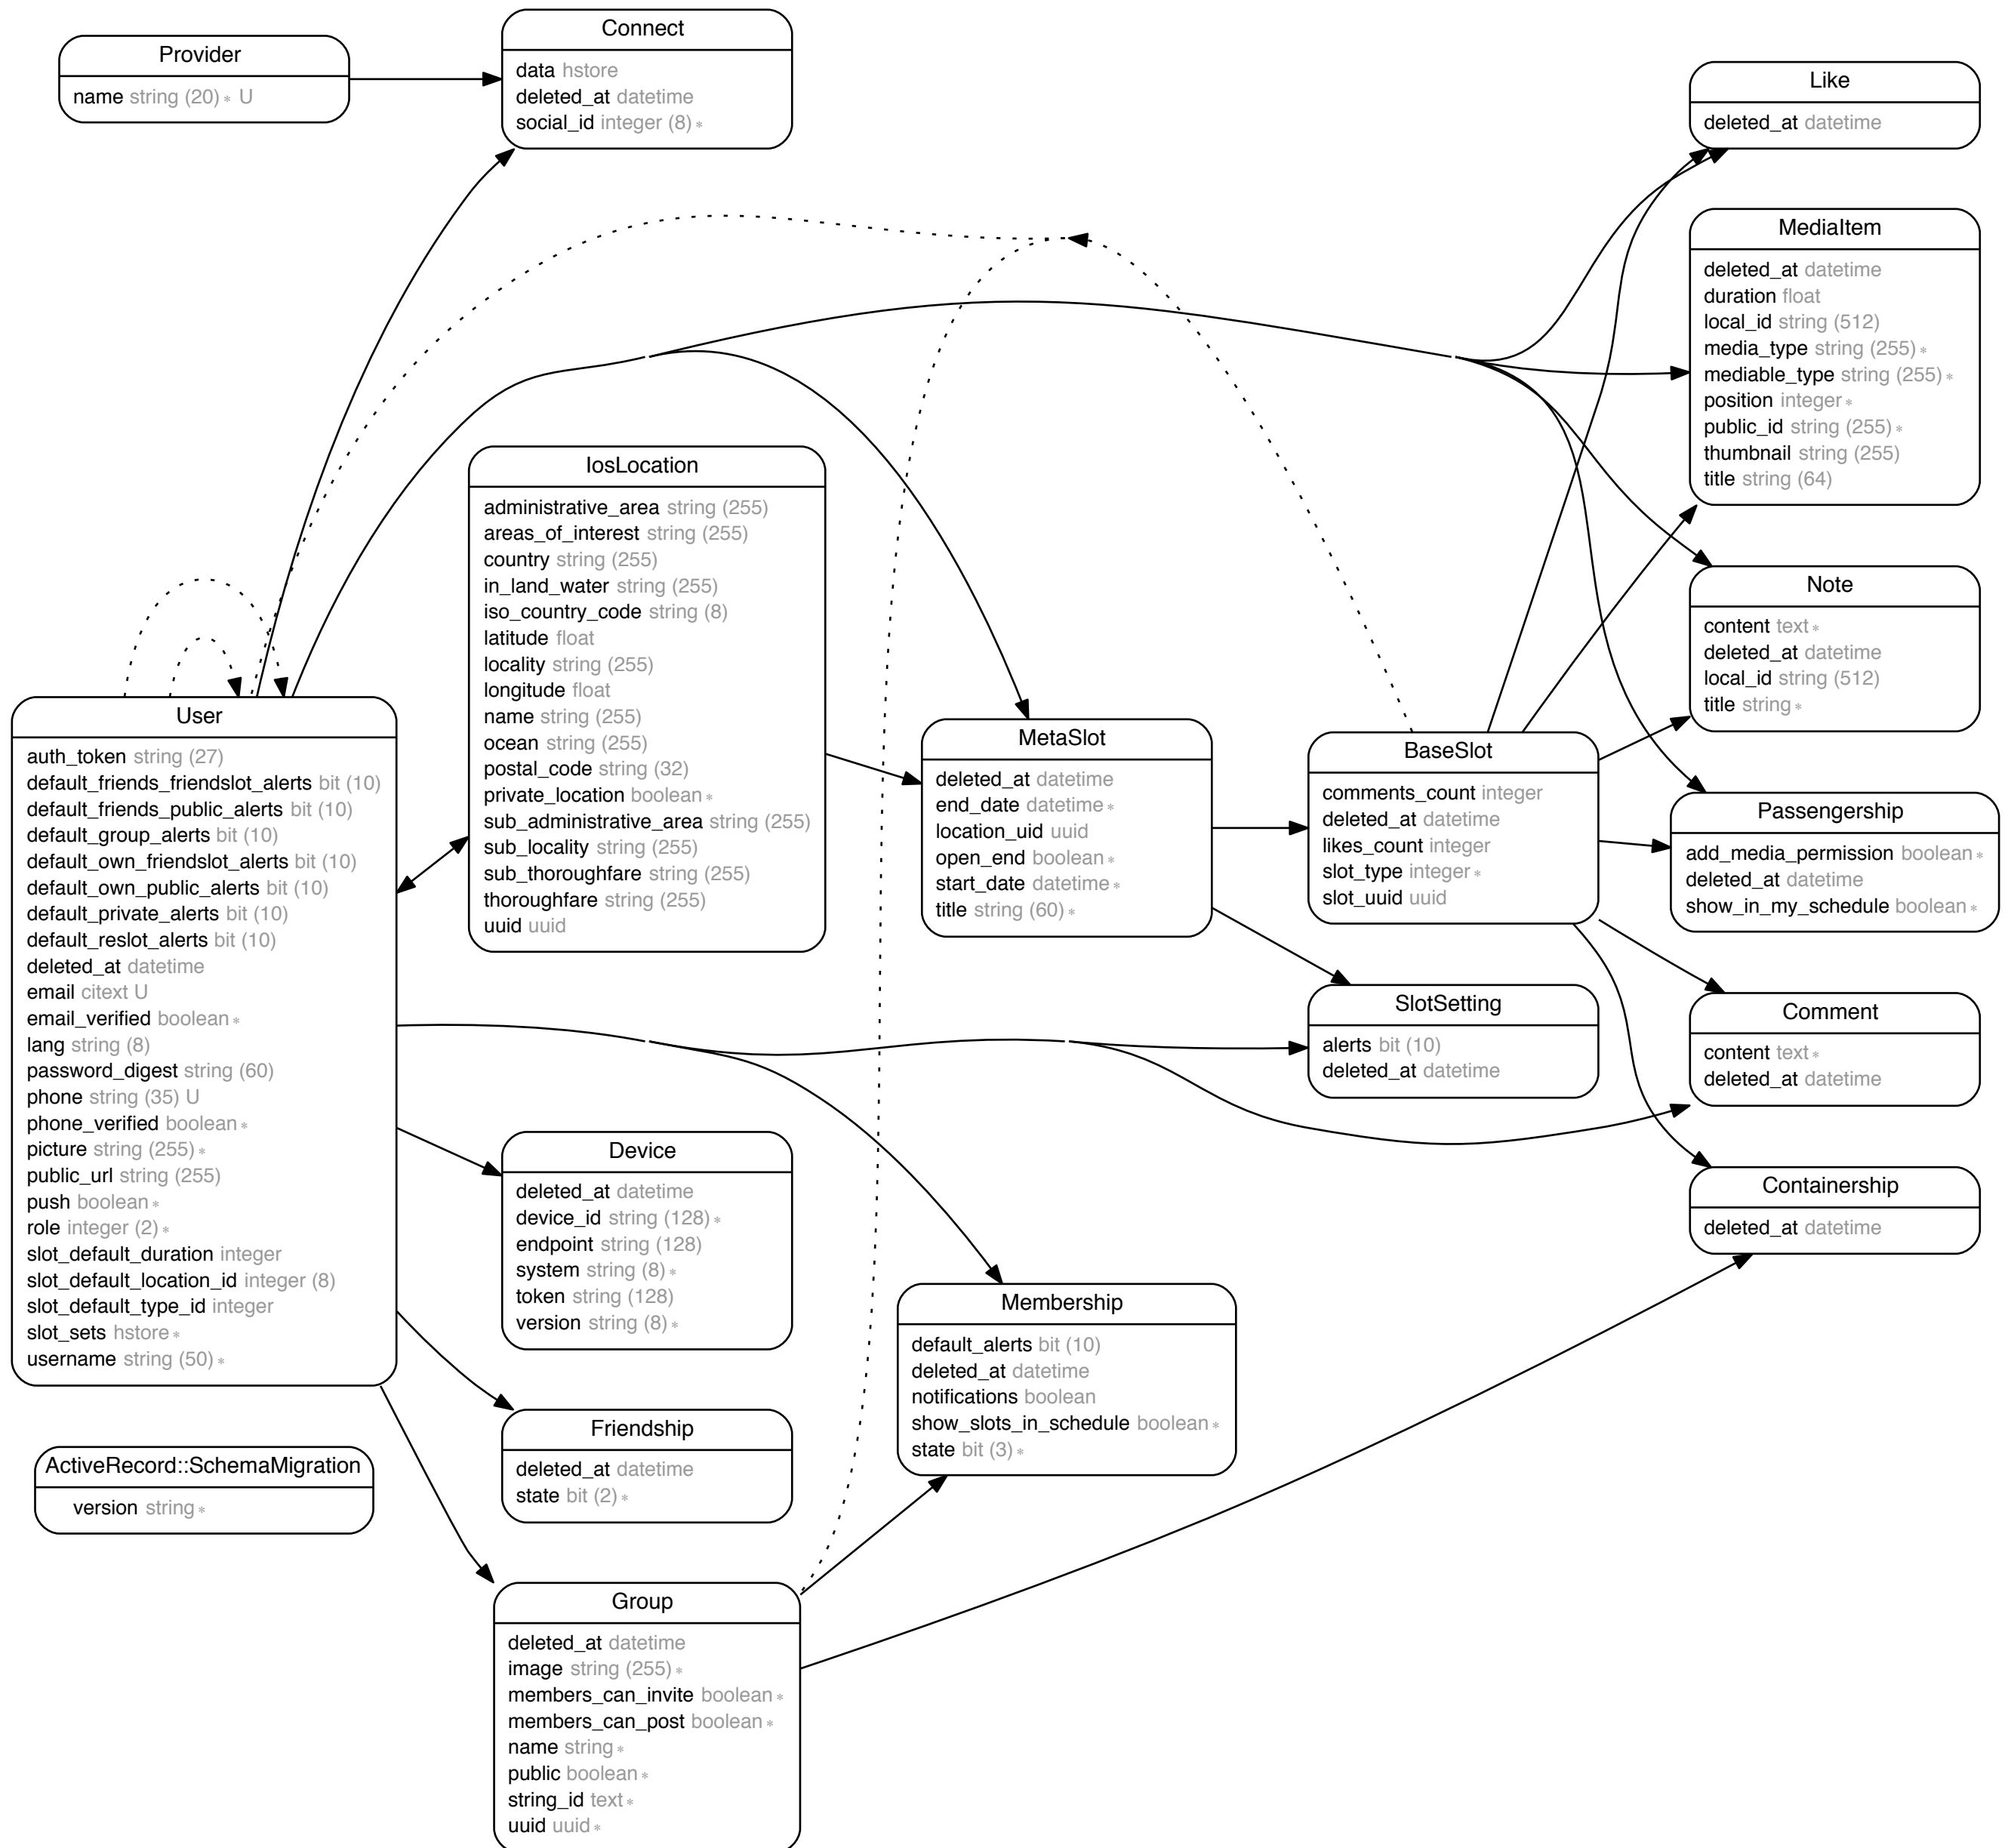 Provider
name string (20) * U
Connect
data hstore
deleted_at datetime
social_id integer (8) *
Like
deleted_at datetime
MediaItem
deleted_at datetime
duration float
local_id string (512)
media_type string (255) *
mediable_type string (255) *
position integer *
public_id string (255) *
thumbnail string (255)
title string (64)
IosLocation
administrative_area string (255)
areas_of_interest string (255)
country string (255)
in_land_water string (255)
iso_country_code string (8)
latitude float
locality string (255)
longitude float
name string (255)
ocean string (255)
postal_code string (32)
private_location boolean *
sub_administrative_area string (255)
sub_locality string (255)
sub_thoroughfare string (255)
thoroughfare string (255)
uuid uuid
Note
content text *
deleted_at datetime
local_id string (512)
title string *
User
auth_token string (27)
default_friends_friendslot_alerts bit (10)
default_friends_public_alerts bit (10)
default_group_alerts bit (10)
default_own_friendslot_alerts bit (10)
default_own_public_alerts bit (10)
default_private_alerts bit (10)
default_reslot_alerts bit (10)
deleted_at datetime
email citext U
email_verified boolean *
lang string (8)
password_digest string (60)
phone string (35) U
phone_verified boolean *
picture string (255) *
public_url string (255)
push boolean *
role integer (2) *
slot_default_duration integer
slot_default_location_id integer (8)
slot_default_type_id integer
slot_sets hstore *
username string (50) *
MetaSlot
deleted_at datetime
end_date datetime *
location_uid uuid
open_end boolean *
start_date datetime *
title string (60) *
BaseSlot
comments_count integer
deleted_at datetime
likes_count integer
slot_type integer *
slot_uuid uuid
Passengership
add_media_permission boolean *
deleted_at datetime
show_in_my_schedule boolean *
SlotSetting
alerts bit (10)
deleted_at datetime
Comment
content text *
deleted_at datetime
Device
deleted_at datetime
device_id string (128) *
endpoint string (128)
system string (8) *
token string (128)
version string (8) *
Containership
deleted_at datetime
Membership
default_alerts bit (10)
deleted_at datetime
notifications boolean
show_slots_in_schedule boolean *
state bit (3) *
Friendship
deleted_at datetime
state bit (2) *
ActiveRecord::SchemaMigration
version string *
Group
deleted_at datetime
image string (255) *
members_can_invite boolean *
members_can_post boolean *
name string *
public boolean *
string_id text *
uuid uuid *